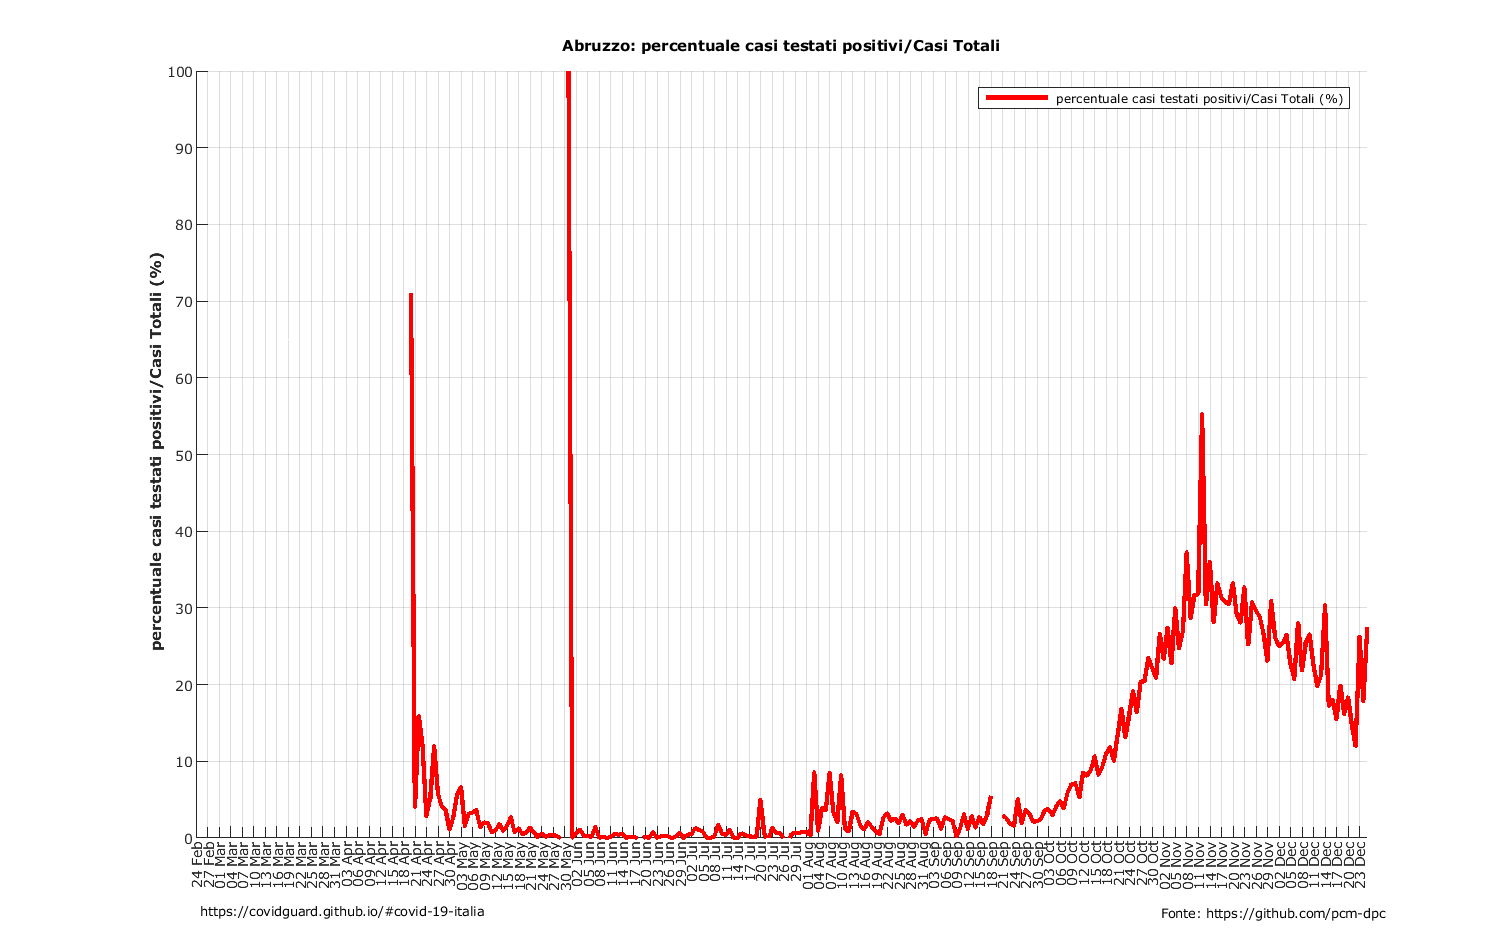 Abruzzo: percentuale casi testati positivi/Casi Totali
percentuale casi testati positivi/Casi Totali (%)
percentuale casi testati positivi/Casi Totali (%)
100
90
80
70
60
50
40
30
20
10
0
24 Feb
27 Feb
01 Mar
04 Mar
07 Mar
10 Mar
13 Mar
16 Mar
19 Mar
22 Mar
25 Mar
28 Mar
31 Mar
03 Apr
06 Apr
09 Apr
12 Apr
15 Apr
18 Apr
21 Apr
24 Apr
27 Apr
30 Apr
03 May
06 May
09 May
12 May
15 May
18 May
21 May
24 May
27 May
30 May
02 Jun
05 Jun
08 Jun
11 Jun
14 Jun
17 Jun
20 Jun
23 Jun
26 Jun
29 Jun
02 Jul
05 Jul
08 Jul
11 Jul
14 Jul
17 Jul
20 Jul
23 Jul
26 Jul
29 Jul
01 Aug
04 Aug
07 Aug
10 Aug
13 Aug
16 Aug
19 Aug
22 Aug
25 Aug
28 Aug
31 Aug
03 Sep
06 Sep
09 Sep
12 Sep
15 Sep
18 Sep
21 Sep
24 Sep
27 Sep
30 Sep
03 Oct
06 Oct
09 Oct
12 Oct
15 Oct
18 Oct
21 Oct
24 Oct
27 Oct
30 Oct
02 Nov
05 Nov
08 Nov
11 Nov
14 Nov
17 Nov
20 Nov
23 Nov
26 Nov
29 Nov
02 Dec
05 Dec
08 Dec
11 Dec
14 Dec
17 Dec
20 Dec
23 Dec
https://covidguard.github.io/#covid-19-italia
Fonte: https://github.com/pcm-dpc